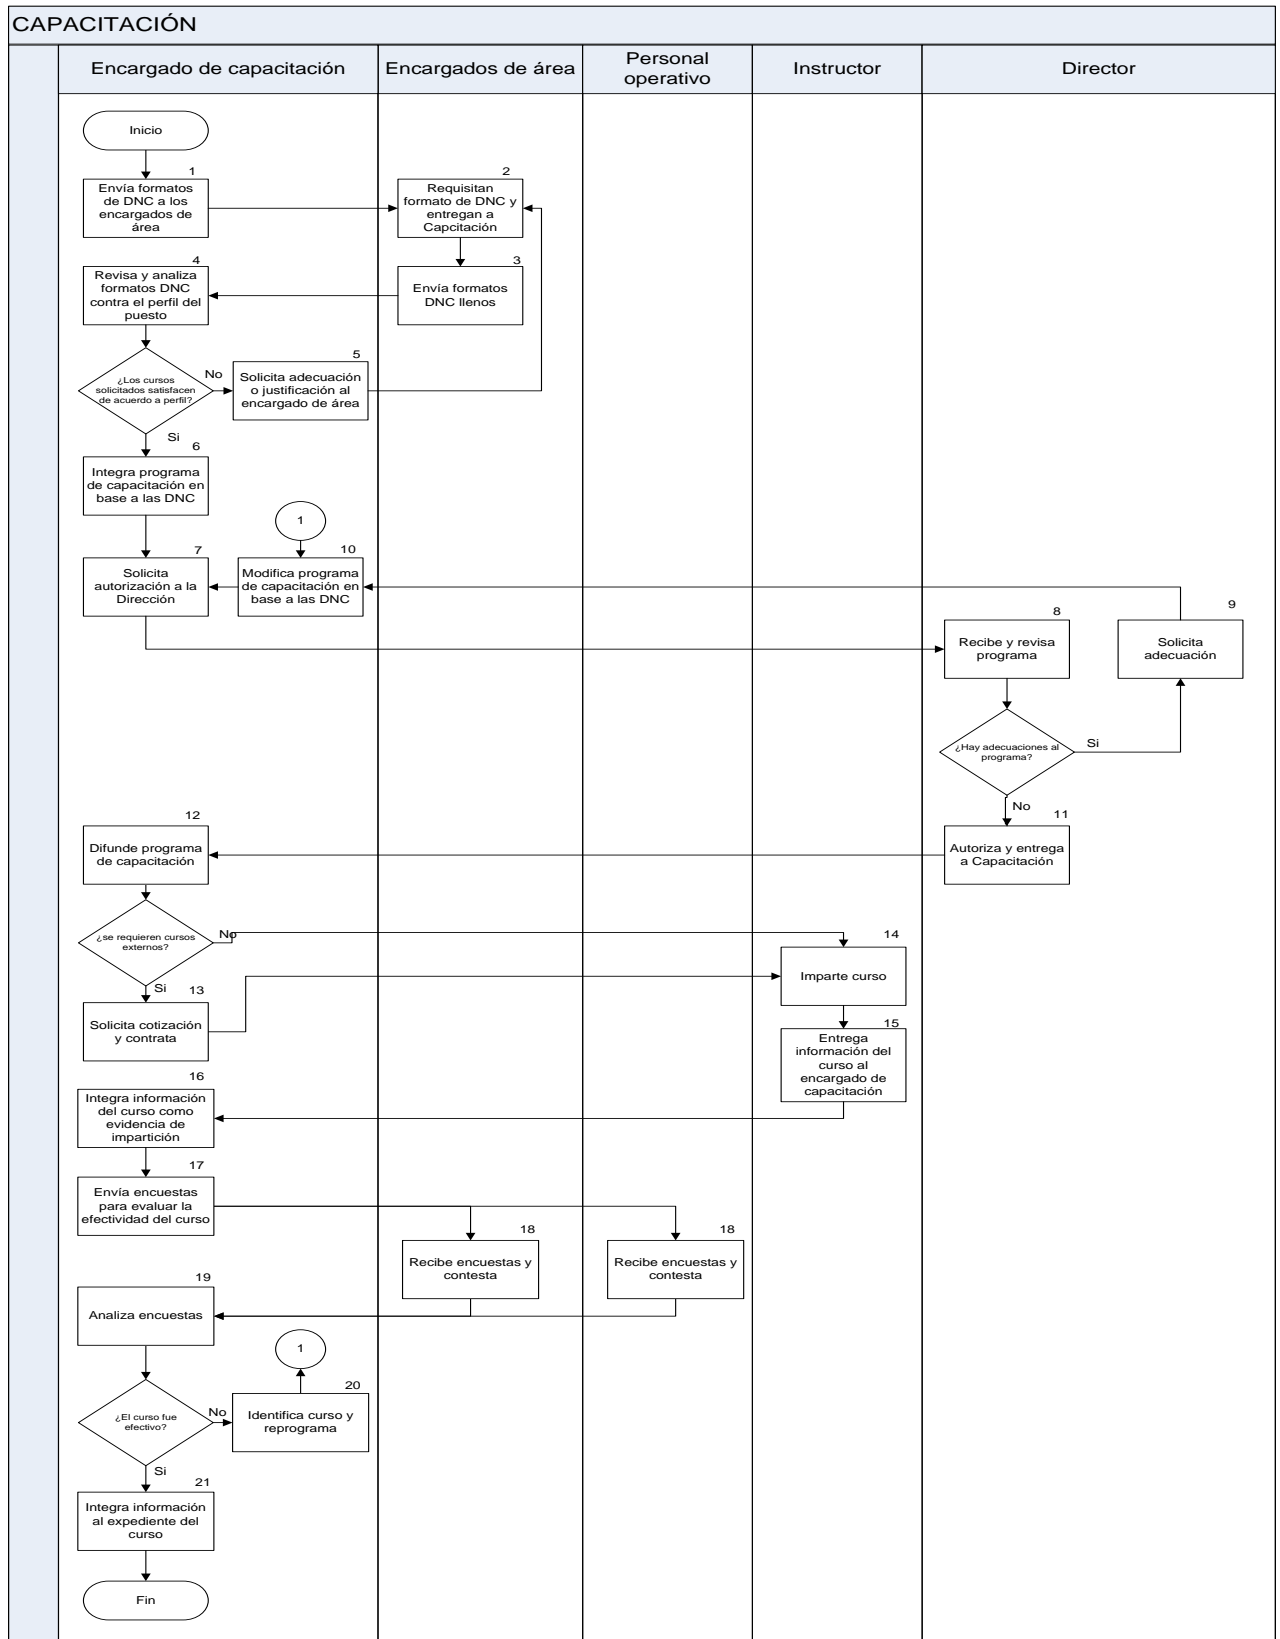 CAPACITACIÓN
Encargado de capacitación
Encargados de área
Personal
operativo
Instructor
Director
Inicio
1
Envía formatos
de DNC a los
encargados de
área
2
Requisitan
formato de DNC y
entregan a
Capcitación
3
Envía formatos
DNC llenos
4
Revisa y analiza
formatos DNC
contra el perfil del
puesto
¿Los cursos
solicitados satisfacen
de acuerdo a perfil?
No
5
Solicita adecuación
o justificación al
encargado de área
Si
6
Integra programa
de capacitación en
base a las DNC
1
7
Solicita
autorización a la
Dirección
10
Modifica programa
de capacitación en
base a las DNC
8
Recibe y revisa
programa
9
Solicita
adecuación
¿Hay adecuaciones al
programa?
Si
No
11
Autoriza y entrega
a Capacitación
12
Difunde programa
de capacitación
¿se requieren cursos
externos?
No
14
Imparte curso
Si
13
Solicita cotización
y contrata
15
Entrega
información del
curso al
encargado de
capacitación
16
Integra información
del curso como
evidencia de
impartición
17
Envía encuestas
para evaluar la
efectividad del curso
18
Recibe encuestas y
contesta
18
Recibe encuestas y
contesta
19
Analiza encuestas
1
¿El curso fue
efectivo?
No
20
Identifica curso y
reprograma
Si
21
Integra información
al expediente del
curso
Fin